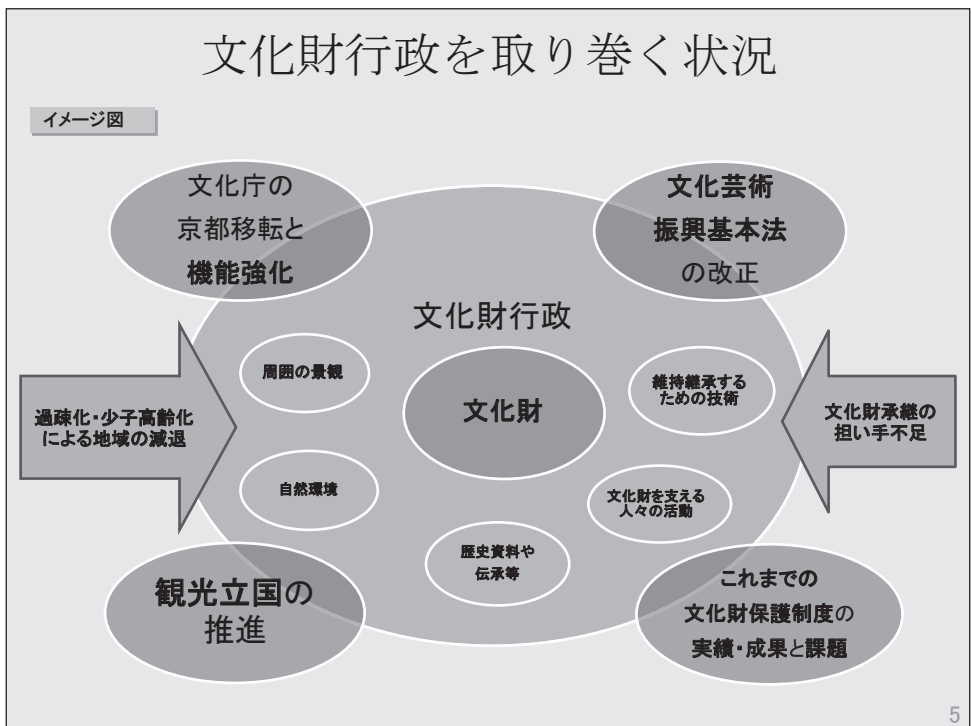 文化財行政を取り巻く状況
イメージ図
文化庁の
京都移転と
機能強化
文化芸術
振興基本法
の改正
文化財行政
周囲の景観
文化財
維持継承する
ための技術
過疎化・少子高齢化
による地域の減退
文化財承継の
担い手不足
自然環境
文化財を支える
人々の活動
歴史資料や
伝承等
観光立国の
推進
これまでの
文化財保護制度の
実績・成果と課題
5